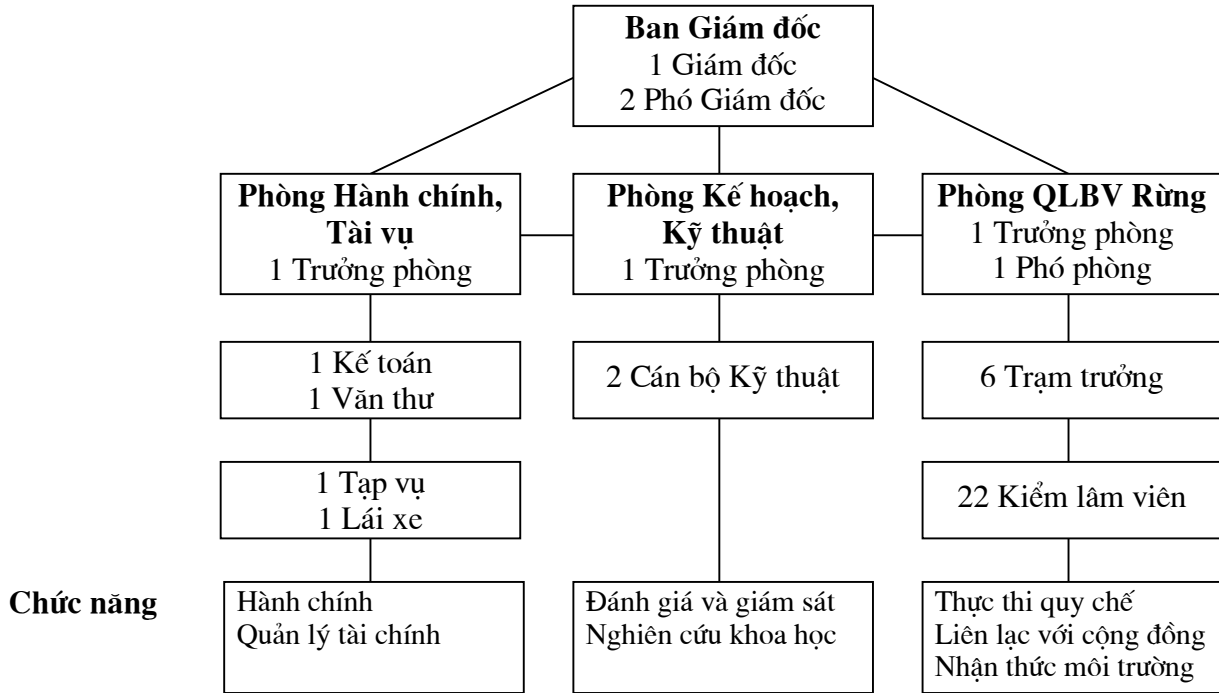 Ban Giám đốc
1 Giám đốc
2 Phó Giám đốc
Phòng Hành chính,
Tài vụ
1 Trưởng phòng
Phòng Kế hoạch,
Kỹ thuật
1 Trưởng phòng
Phòng QLBV Rừng
1 Trưởng phòng
1 Phó phòng
1 Kế toán
1 Văn thư
2 Cán bộ Kỹ thuật
6 Trạm trưởng
1 Tạp vụ
1 Lái xe
22 Kiểm lâm viên
Chức năng
Hành chính
Quản lý tài chính
Đánh giá và giám sát
Nghiên cứu khoa học
Thực thi quy chế
Liên lạc với cộng đồng
Nhận thức môi trường